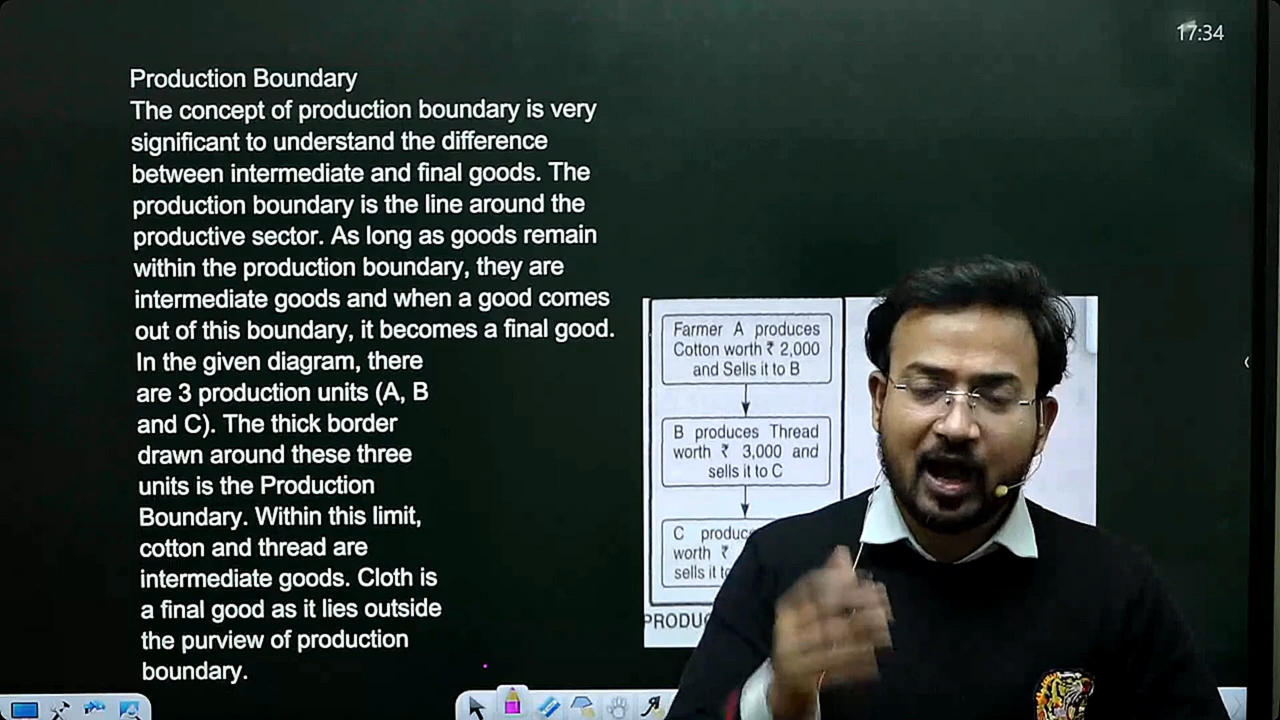 17:34
Production Boundary
The concept of production boundary is very
significant to understand the difference
between intermediate and final goods. The
production boundary is the line around the
productive sector. As long as goods remain
within the production boundary, they are
intermediate goods and when a good comes
out of this boundary, it becomes a final good.
In the given diagram, there
are 3 production units (A, B
and C). The thick border
drawn around these three
units is the Production
Boundary. Within this limit,
cotton and thread are
intermediate goods. Cloth is
a final good as it lies outside
the purview of production
boundary.
Farmer A produces
Cotton worth ₹ 2,000
and Sells it to B
B produces Thread
worth ₹ 3,000 and
sells it to C
C
worth ₹
sells it